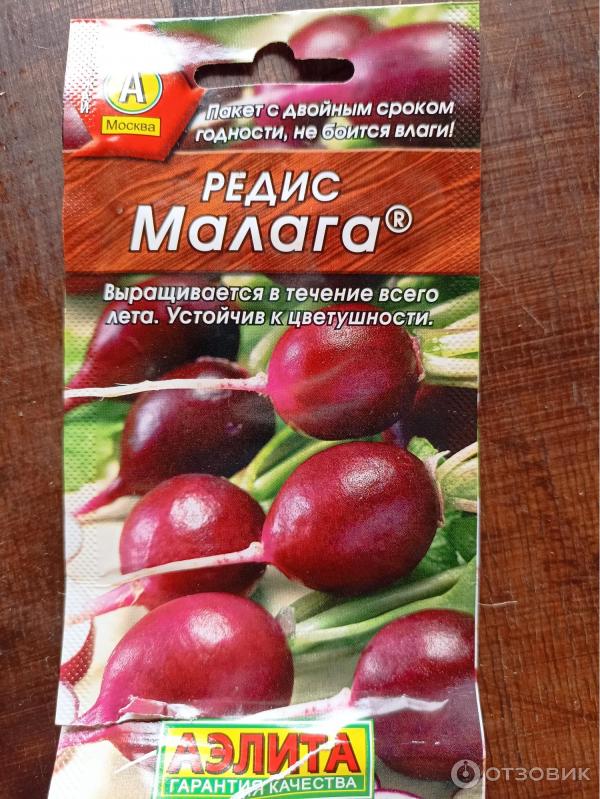 А
Москва
Пакет с двойным сроком
годности, не боится влаги!
РЕДИС
Малага®
Выращивается в течение всего
лета. Устойчив к цветушности.
АЭЛИТА
ГАРАНТИЯ КАЧЕСТВА
ОТЗОВИК